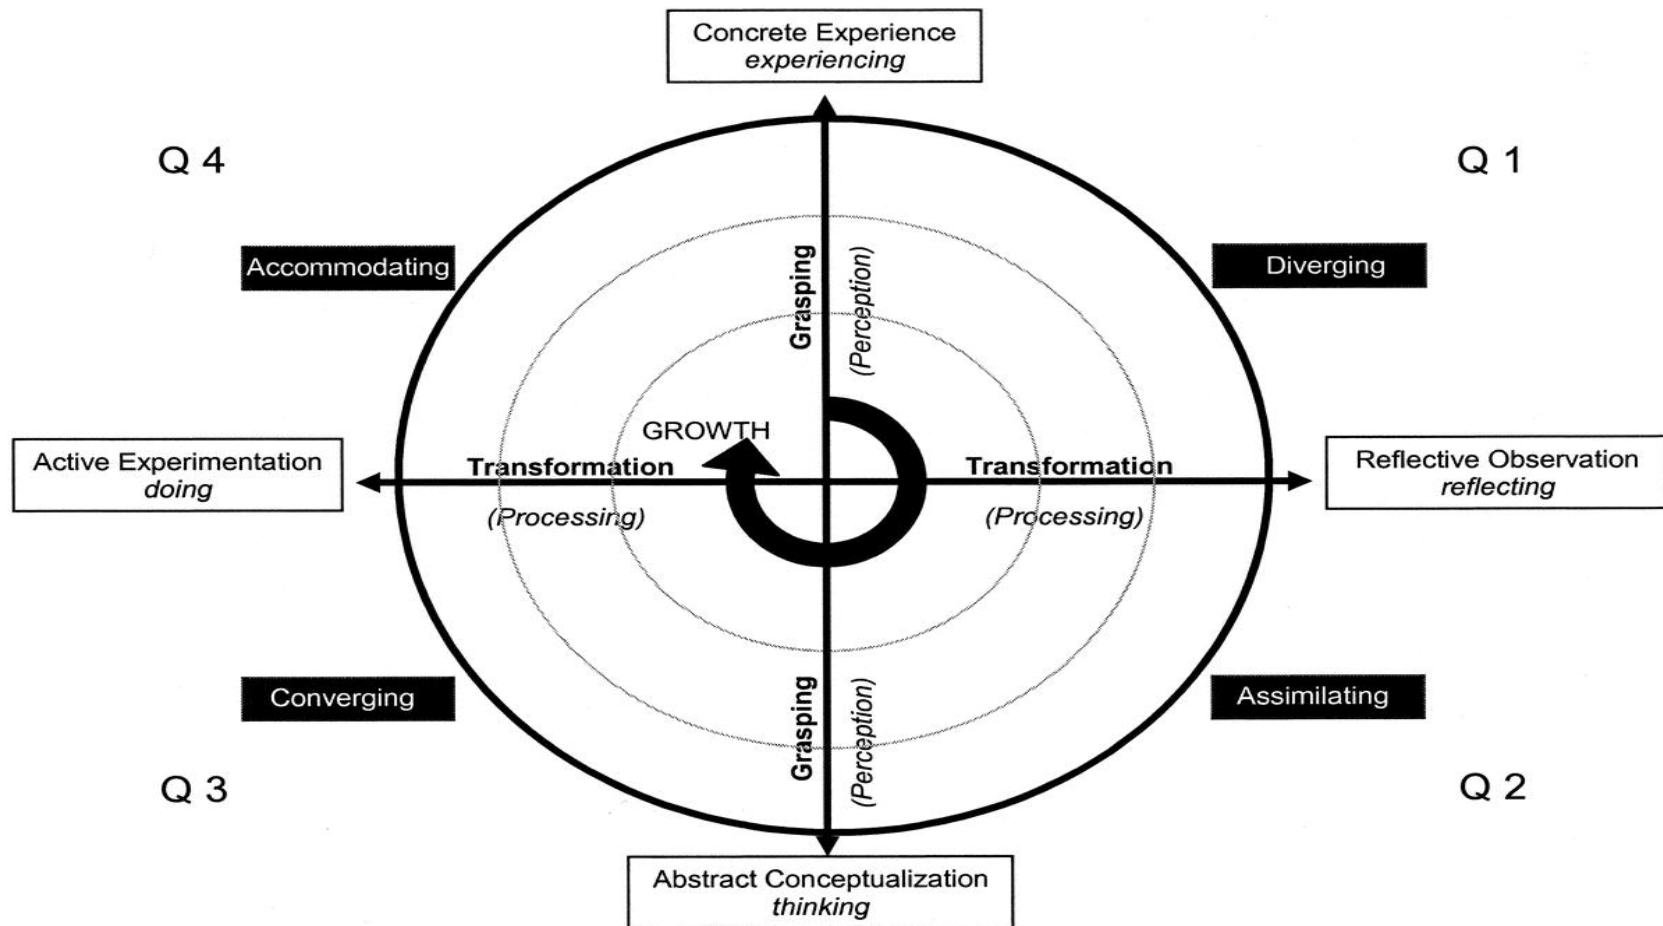 Concrete Experience
experiencing
Q 4
Q 1
Accommodating
Diverging
Grasping
(Perception)
GROWTH
Active Experimentation
doing
Transformation
(Processing)
Transformation
(Processing)
Reflective Observation
reflecting
Converging
Assimilating
Grasping
(Perception)
Q 3
Q 2
Abstract Conceptualization
thinking